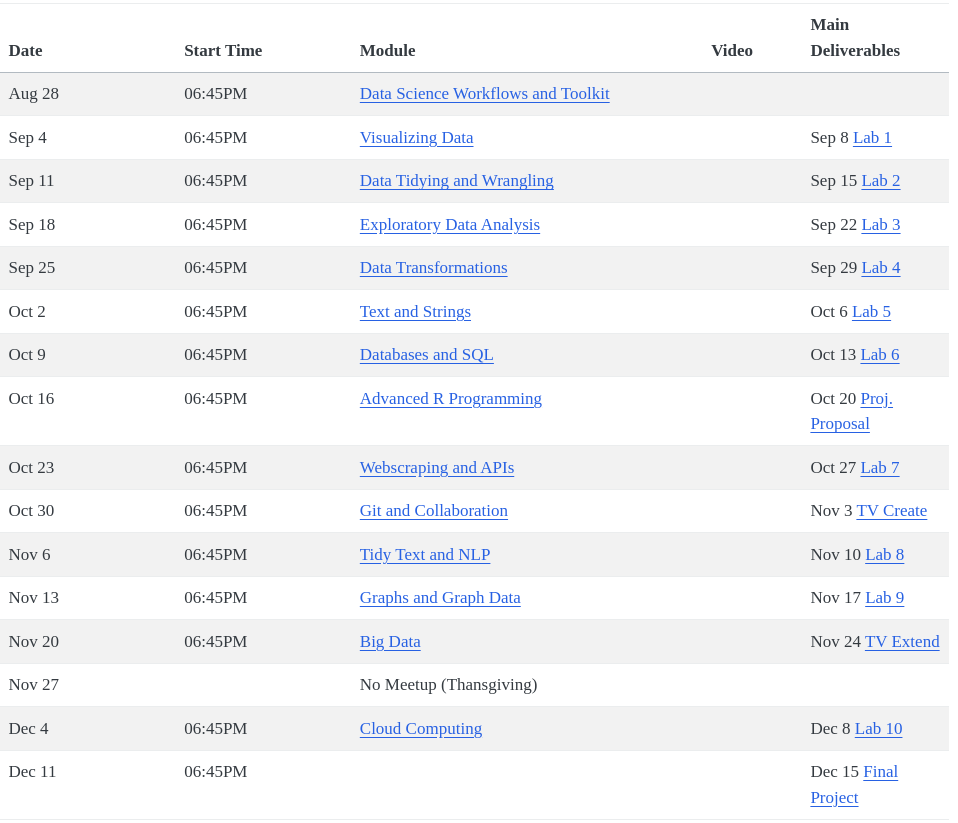 Date Start Time Module Video Main Deliverables
Aug 28 06:45PM Data Science Workflows and Toolkit
Sep 4 06:45PM Visualizing Data Sep 8 Lab 1
Sep 11 06:45PM Data Tidying and Wrangling Sep 15 Lab 2
Sep 18 06:45PM Exploratory Data Analysis Sep 22 Lab 3
Sep 25 06:45PM Data Transformations Sep 29 Lab 4
Oct 2 06:45PM Text and Strings Oct 6 Lab 5
Oct 9 06:45PM Databases and SQL Oct 13 Lab 6
Oct 16 06:45PM Advanced R Programming Oct 20 Proj.
Proposal
Oct 23 06:45PM Webscraping and APIs Oct 27 Lab 7
Oct 30 06:45PM Git and Collaboration Nov 3 TV Create
Nov 6 06:45PM Tidy Text and NLP Nov 10 Lab 8
Nov 13 06:45PM Graphs and Graph Data Nov 17 Lab 9
Nov 20 06:45PM Big Data Nov 24 TV Extend
Nov 27 No Meetup (Thansgiving)
Dec 4 06:45PM Cloud Computing Dec 8 Lab 10
Dec 11 06:45PM Dec 15 Final
Project